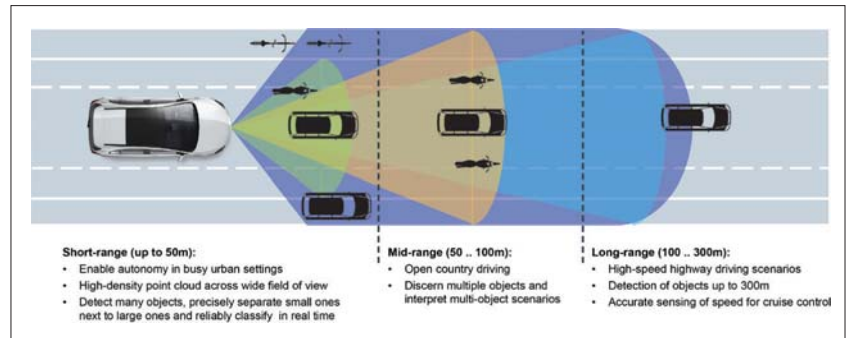 Short-range (up to 50m):
• Enable autonomy in busy urban settings
• High-density point cloud across wide field of view
• Detect many objects, precisely separate small ones
next to large ones and reliably classify in real time
Mid-range (50 .. 100m):
• Open country driving
• Discern multiple objects and
interpret multi-object scenarios
Long-range (100 .. 300m):
• High-speed highway driving scenarios
• Detection of objects up to 300m
• Accurate sensing of speed for cruise control